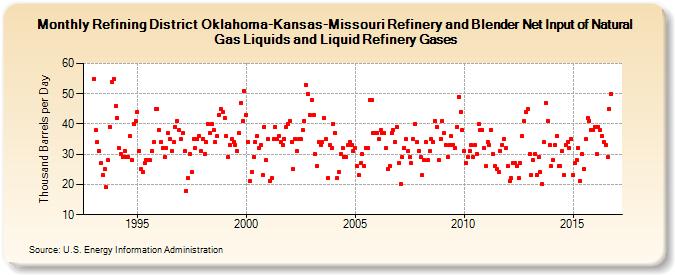 Monthly Refining District Oklahoma-Kansas-Missouri Refinery and Blender Net Input of Natural
Gas Liquids and Liquid Refinery Gases
Thousand Barrels per Day
60
50
40
30
20
10
1995
2000
2005
2010
2015
Source: U.S. Energy Information Administration